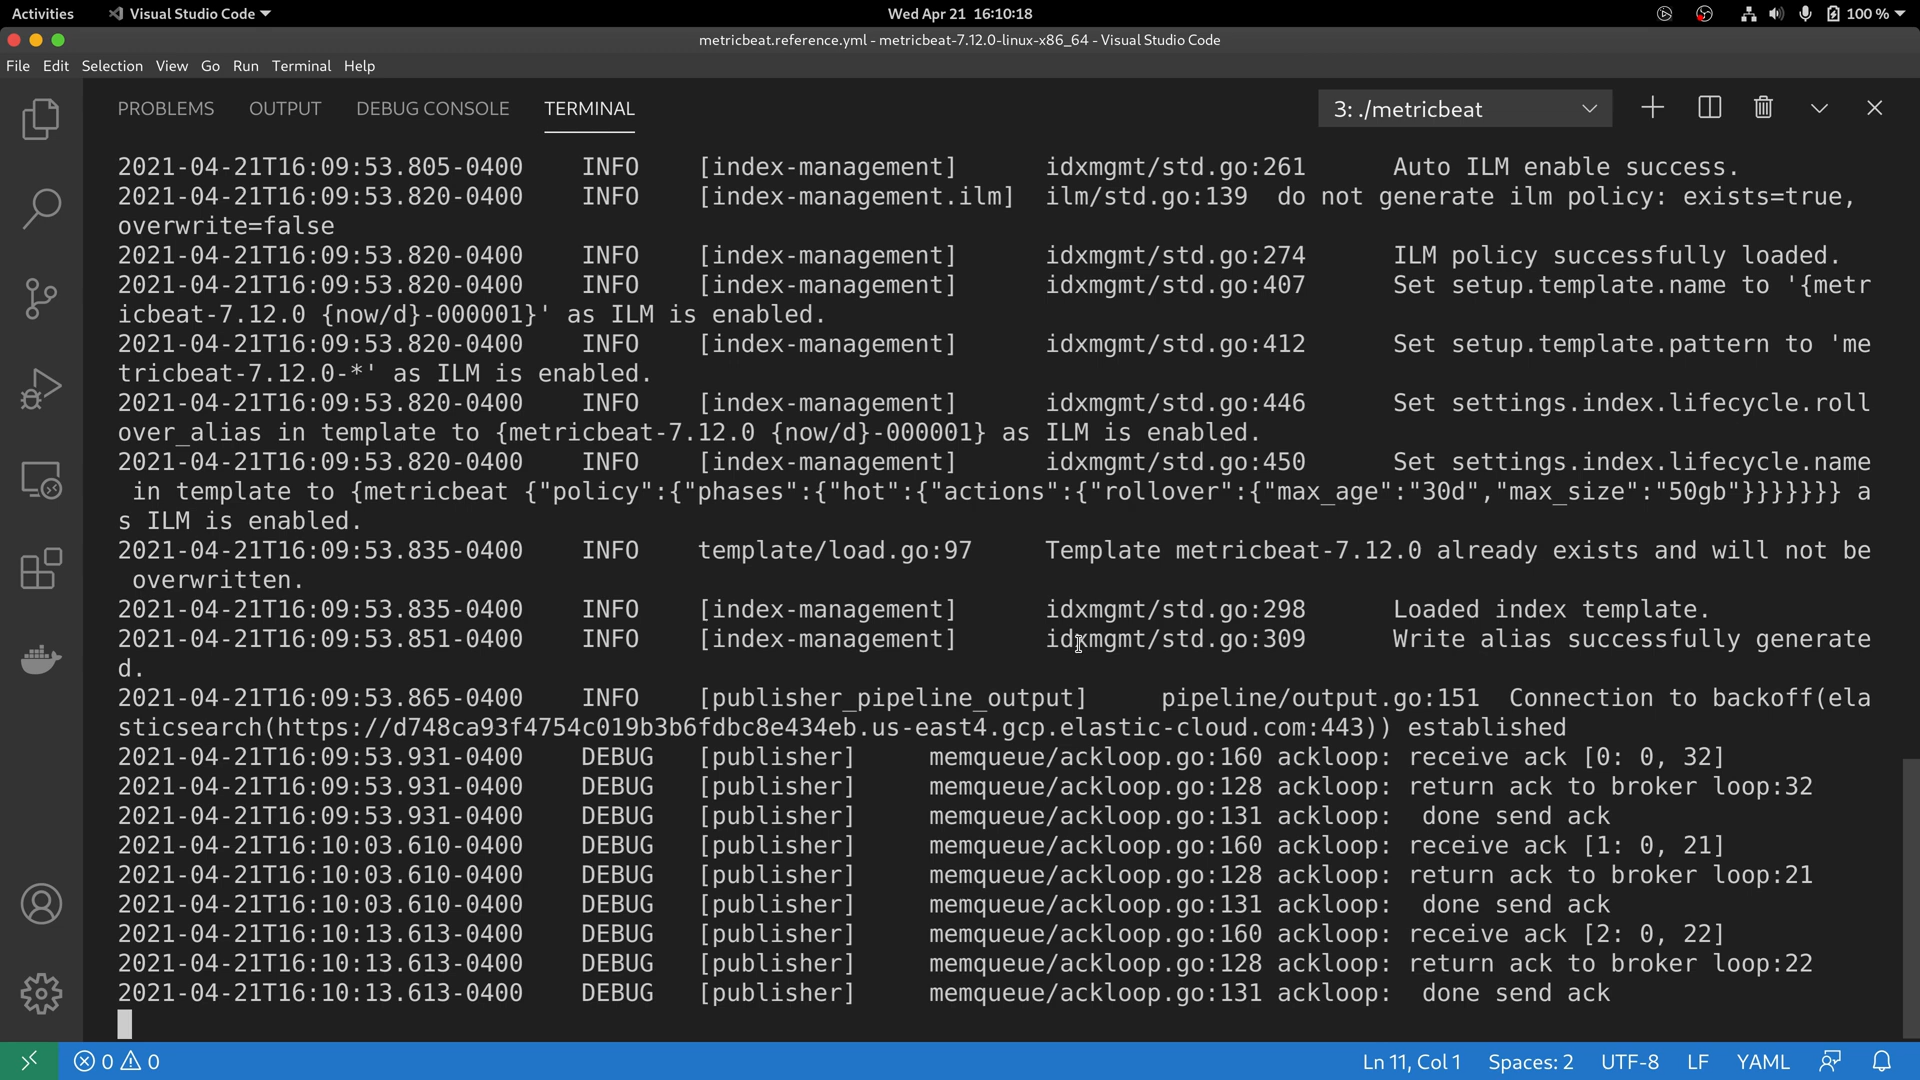 Activities Visual Studio Code Wed Apr 21 16:10:18 100 %
metricbeat.reference.yml - metricbeat-7.12.0-linux-x86_64 - Visual Studio Code
File Edit Selection View Go Run Terminal Help
PROBLEMS OUTPUT DEBUG CONSOLE TERMINAL 3: ./metricbeat
2021-04-21T16:09:53.805-0400 INFO [index-management] idxmgmt/std.go:261 Auto ILM enable success.
2021-04-21T16:09:53.820-0400 INFO [index-management.ilm] ilm/std.go:139 do not generate ilm policy: exists=true,
overwrite=false
2021-04-21T16:09:53.820-0400 INFO [index-management] idxmgmt/std.go:274 ILM policy successfully loaded.
2021-04-21T16:09:53.820-0400 INFO [index-management] idxmgmt/std.go:407 Set setup.template.name to '{metr
icbeat-7.12.0 {now/d}-000001}' as ILM is enabled.
2021-04-21T16:09:53.820-0400 INFO [index-management] idxmgmt/std.go:412 Set setup.template.pattern to 'me
tricbeat-7.12.0-*' as ILM is enabled.
2021-04-21T16:09:53.820-0400 INFO [index-management] idxmgmt/std.go:446 Set settings.index.lifecycle.roll
over_alias in template to {metricbeat-7.12.0 {now/d}-000001} as ILM is enabled.
2021-04-21T16:09:53.820-0400 INFO [index-management] idxmgmt/std.go:450 Set settings.index.lifecycle.name
in template to {metricbeat {"policy":{"phases":{"hot":{"actions":{"rollover":{"max_age":"30d","max_size":"50gb"}}}}}}} a
s ILM is enabled.
2021-04-21T16:09:53.835-0400 INFO template/load.go:97 Template metricbeat-7.12.0 already exists and will not be
overwritten.
2021-04-21T16:09:53.835-0400 INFO [index-management] idxmgmt/std.go:298 Loaded index template.
2021-04-21T16:09:53.851-0400 INFO [index-management] idxmgmt/std.go:309 Write alias successfully generate
d.
2021-04-21T16:09:53.865-0400 INFO [publisher_pipeline_output] pipeline/output.go:151 Connection to backoff(ela
sticsearch(https://d748ca93f4754c019b3b6fdbc8e434eb.us-east4.gcp.elastic-cloud.com:443)) established
2021-04-21T16:09:53.931-0400 DEBUG [publisher] memqueue/ackloop.go:160 ackloop: receive ack [0: 0, 32]
2021-04-21T16:09:53.931-0400 DEBUG [publisher] memqueue/ackloop.go:128 ackloop: return ack to broker loop:32
2021-04-21T16:09:53.931-0400 DEBUG [publisher] memqueue/ackloop.go:131 ackloop:  done send ack
2021-04-21T16:10:03.610-0400 DEBUG [publisher] memqueue/ackloop.go:160 ackloop: receive ack [1: 0, 21]
2021-04-21T16:10:03.610-0400 DEBUG [publisher] memqueue/ackloop.go:128 ackloop: return ack to broker loop:21
2021-04-21T16:10:03.610-0400 DEBUG [publisher] memqueue/ackloop.go:131 ackloop:  done send ack
2021-04-21T16:10:13.613-0400 DEBUG [publisher] memqueue/ackloop.go:160 ackloop: receive ack [2: 0, 22]
2021-04-21T16:10:13.613-0400 DEBUG [publisher] memqueue/ackloop.go:128 ackloop: return ack to broker loop:22
2021-04-21T16:10:13.613-0400 DEBUG [publisher] memqueue/ackloop.go:131 ackloop:  done send ack
0 0 Ln 11, Col 1 Spaces: 2 UTF-8 LF YAML